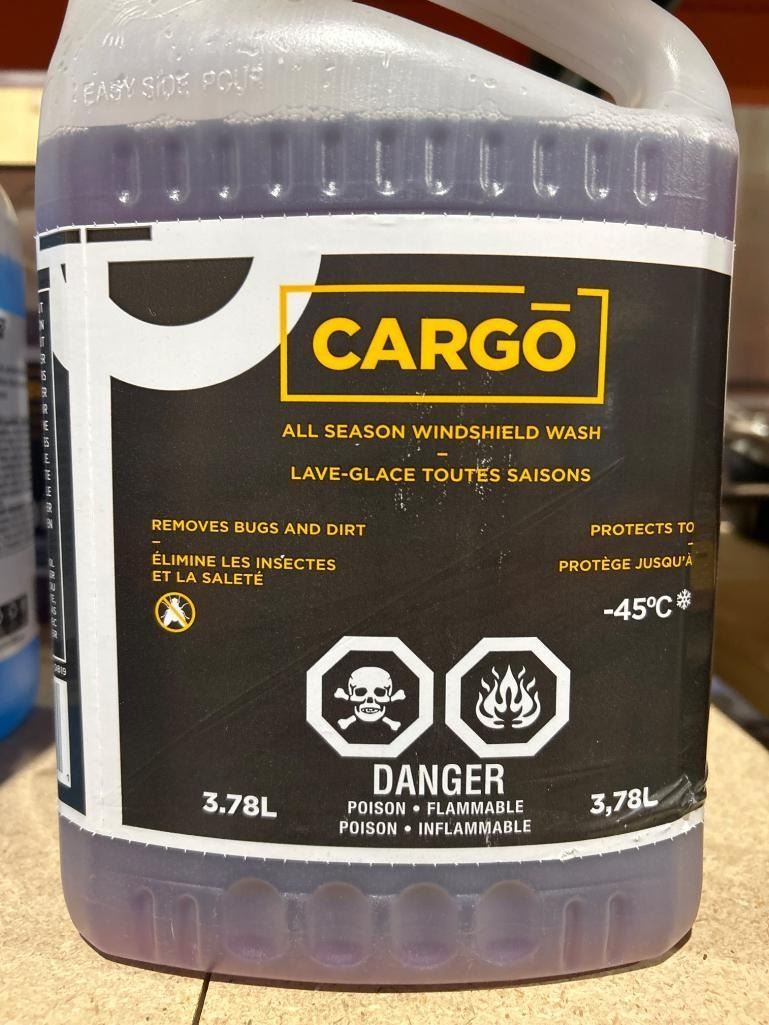 EASY SIDE POUR
CARGŌ
ALL SEASON WINDSHIELD WASH
–
LAVE-GLACE TOUTES SAISONS
REMOVES BUGS AND DIRT
–
ÉLIMINE LES INSECTES
ET LA SALETÉ
PROTECTS TO
–
PROTÈGE JUSQU'À
-45ºC
DANGER
POISON • FLAMMABLE
POISON • INFLAMMABLE
3.78L
3,78L